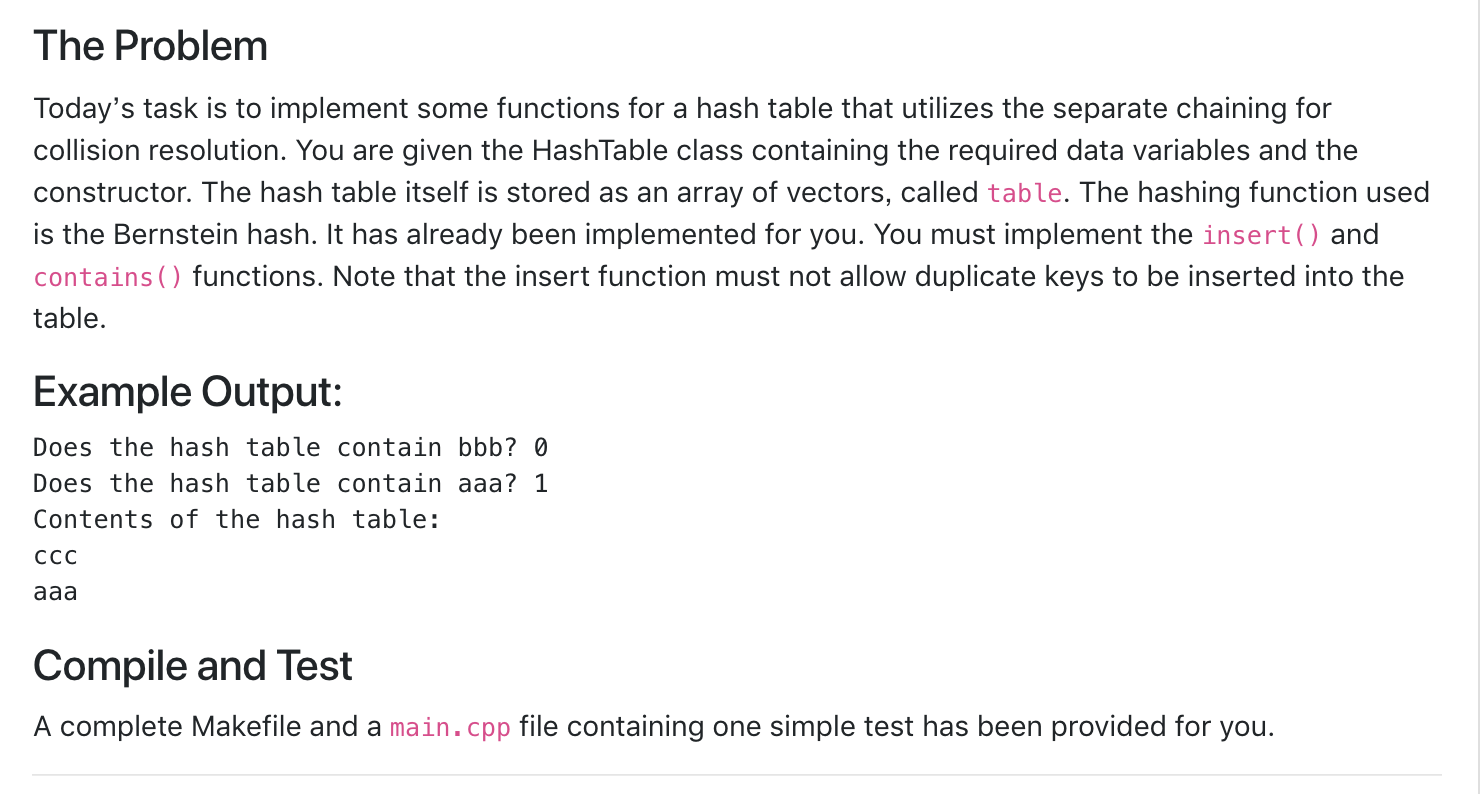 The Problem
Today’s task is to implement some functions for a hash table that utilizes the separate chaining for
collision resolution. You are given the HashTable class containing the required data variables and the
constructor. The hash table itself is stored as an array of vectors, called table. The hashing function used
is the Bernstein hash. It has already been implemented for you. You must implement the insert() and
contains() functions. Note that the insert function must not allow duplicate keys to be inserted into the
table.
Example Output:
Does the hash table contain bbb? 0
Does the hash table contain aaa? 1
Contents of the hash table:
ccc
aaa
Compile and Test
A complete Makefile and a main.cpp file containing one simple test has been provided for you.